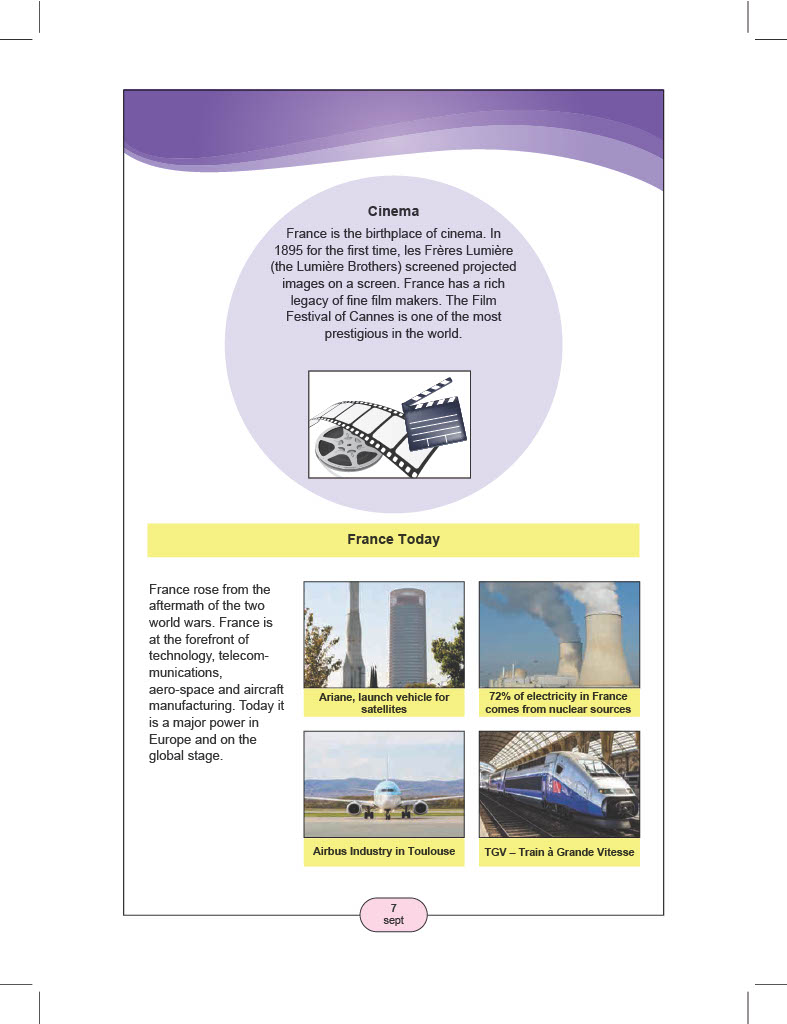 Cinema
France is the birthplace of cinema. In
1895 for the first time, les Frères Lumière
(the Lumière Brothers) screened projected
images on a screen. France has a rich
legacy of fine film makers. The Film
Festival of Cannes is one of the most
prestigious in the world.
France Today
France rose from the
aftermath of the two
world wars. France is
at the forefront of
technology, telecom-
munications,
aero-space and aircraft
manufacturing. Today it
is a major power in
Europe and on the
global stage.
Ariane, launch vehicle for
satellites
72% of electricity in France
comes from nuclear sources
Airbus Industry in Toulouse
TGV – Train à Grande Vitesse
7
sept